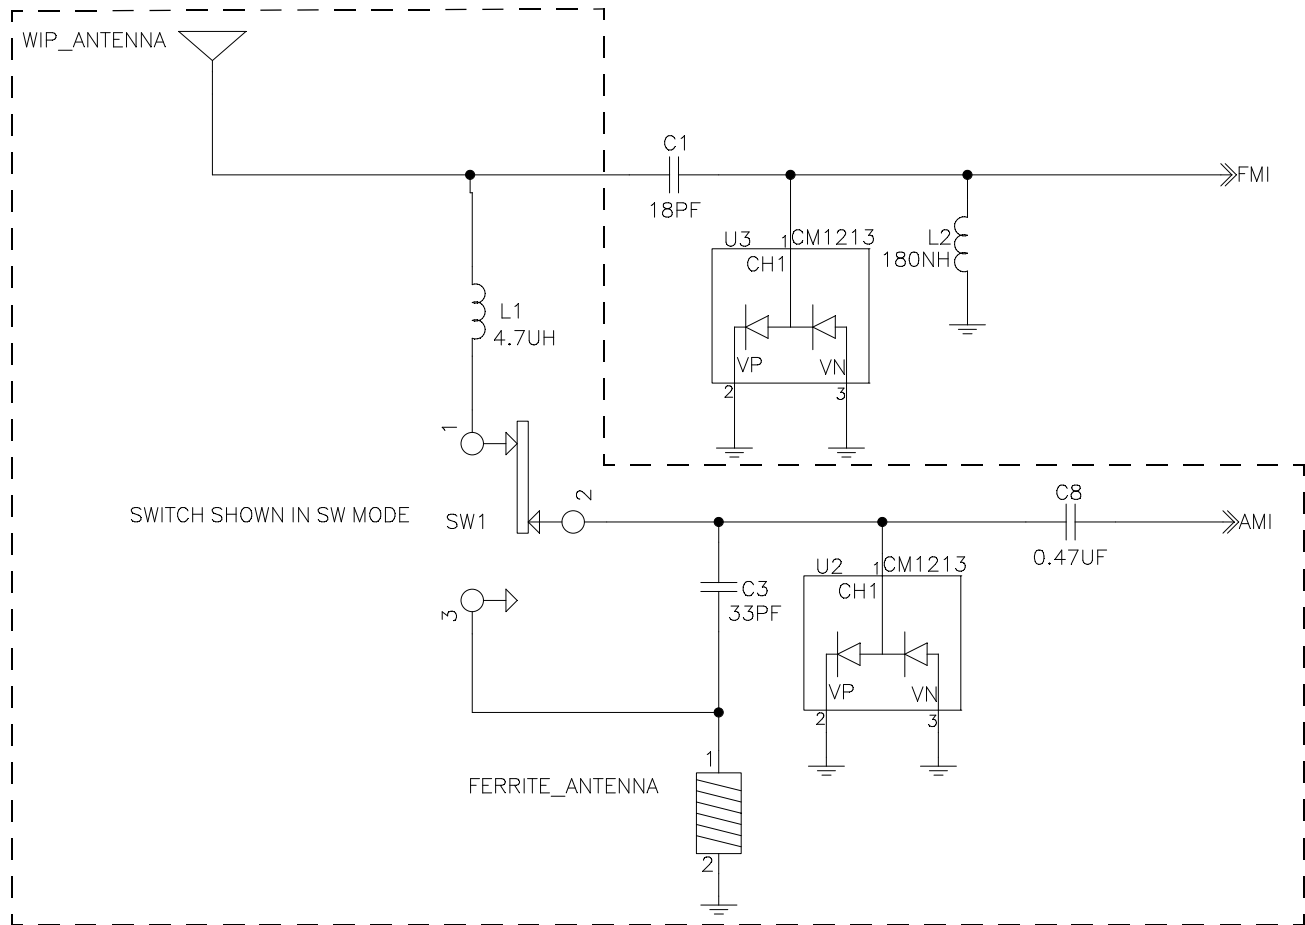 WIP_ANTENNA
C1
18PF
FMI
U3
1
CM1213
CH1
L2
180NH
VP
VN
2
3
L1
4.7UH
1
2
SWITCH SHOWN IN SW MODE
SW1
3
C8
0.47UF
AMI
C3
33PF
U2
1
CM1213
CH1
VP
VN
2
3
FERRITE_ANTENNA
1
2